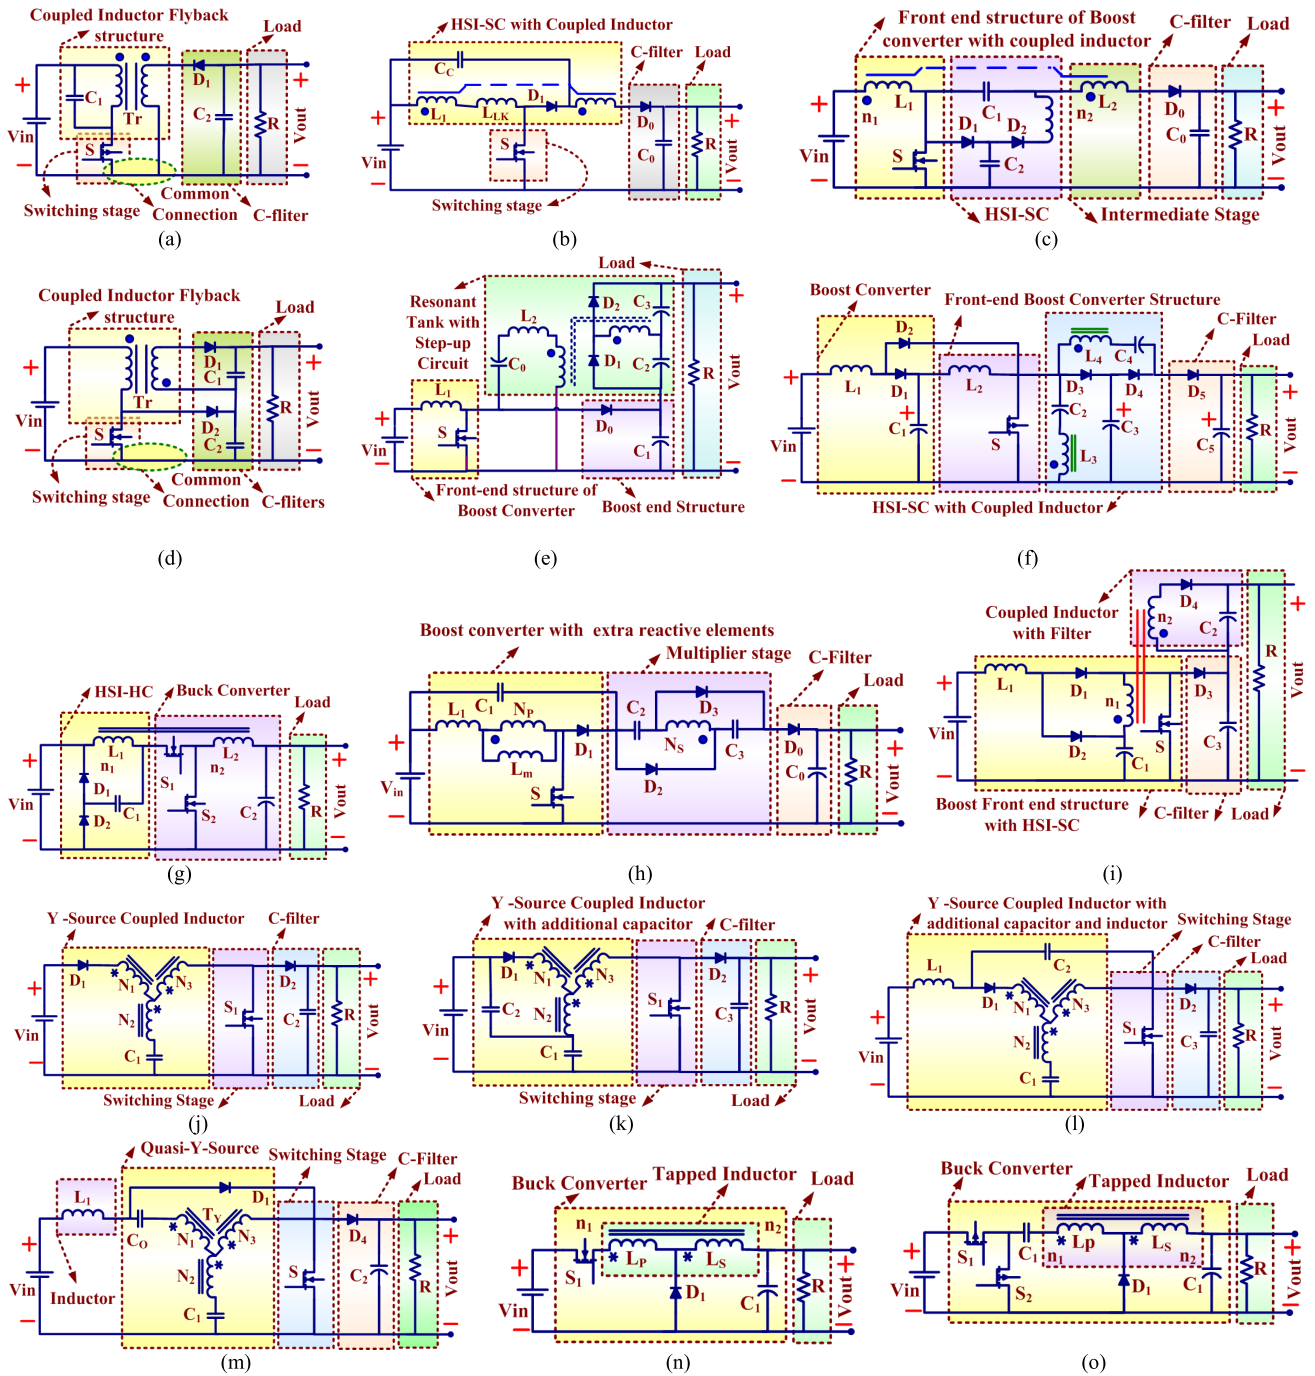 Coupled Inductor Flyback
structure
Load
+
Vin
−
C1
Tr
D1
C2
R
+
Vout
−
S
Switching stage
Common
Connection
C-fliter
(a)
HSI-SC with Coupled Inductor
C-filter
Load
CC
D1
L1
LLK
D0
C0
R
S
Vin
Vout
Switching stage
(b)
Front end structure of Boost
converter with coupled inductor
C-filter
Load
L1
n1
C1
L2
n2
D0
C0
D1
D2
C2
S
R
Vin
Vout
HSI-SC
Intermediate Stage
(c)
Coupled Inductor Flyback
structure
Load
Vin
Tr
D1
C1
D2
C2
R
Vout
S
Switching stage
Common
Connection
C-fliters
(d)
Load
Resonant
Tank with
Step-up
Circuit
L2
C0
D2
C3
D1
C2
R
Vout
L1
S
D0
C1
Vin
Front-end structure of
Boost Converter
Boost end Structure
(e)
Boost Converter
Front-end Boost Converter Structure
C-Filter
Load
D2
L1
D1
L2
L4
C4
D3
D4
D5
C1
C2
C3
S
L3
C5
R
Vin
Vout
HSI-SC with Coupled Inductor
(f)
HSI-HC
Buck Converter
Load
L1
n1
D1
D2
C1
S1
S2
L2
n2
C2
R
Vin
Vout
(g)
Boost converter with extra reactive elements
Multiplier stage
C-Filter
Load
C1
L1
NP
Lm
D1
S
C2
D3
NS
C3
D2
D0
C0
R
Vin
Vout
(h)
Coupled Inductor
with Filter
D4
n2
C2
R
L1
D1
n1
D2
C1
S
D3
C3
Vin
Vout
Boost Front end structure
with HSI-SC
C-filter
Load
(i)
Y -Source Coupled Inductor
C-filter
D1
N1
N3
N2
C1
S1
D2
C2
R
Vin
Vout
Switching Stage
Load
(j)
Y -Source Coupled Inductor
with additional capacitor
C-filter
D1
N1
N3
C2
N2
C1
S1
D2
C3
R
Vin
Vout
Switching stage
Load
(k)
Y -Source Coupled Inductor with
additional capacitor and inductor
Switching Stage
C-filter
Load
L1
C2
D1
N1
N3
N2
C1
S1
D2
C3
R
Vin
Vout
(l)
Quasi-Y-Source
Switching Stage
C-Filter
Load
L1
D1
CO
TY
N1
N3
N2
C1
S
D4
C2
R
Vin
Vout
Inductor
(m)
Buck Converter
Tapped Inductor
Load
n1
n2
S1
LP
LS
D1
C1
R
Vin
Vout
(n)
Buck Converter
Tapped Inductor
Load
S1
C1
Lp
n1
LS
n2
S2
D1
C1
R
Vin
Vout
(o)